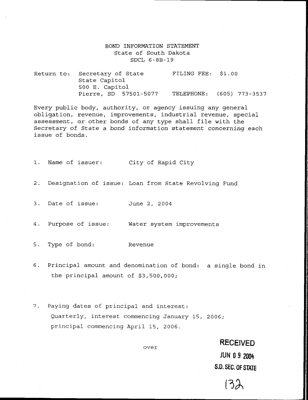 BOND INFORMATION STATEMENT
State of South Dakota
SDCL 6-8B-19
Return to: Secretary of State FILING FEE: $1.00
State Capitol
500 E. Capitol
Pierre, SD 57501-5077 TELEPHONE: (605) 773-3537
Every public body, authority, or agency issuing any general
obligation, revenue, improvements, industrial revenue, special
assessment, or other bonds of any type shall file with the
Secretary of State a bond information statement concerning each
issue of bonds.
1. Name of issuer: City of Rapid City
2. Designation of issue: Loan from State Revolving Fund
3. Date of issue: June 2, 2004
4. Purpose of issue: Water system improvements
5. Type of bond: Revenue
6. Principal amount and denomination of bond: a single bond in
the principal amount of $3,500,000;
7. Paying dates of principal and interest:
Quarterly, interest commencing January 15, 2006;
principal commencing April 15, 2006.
over
RECEIVED
JUN 09 2004
S.D. SEC. OF STATE
132